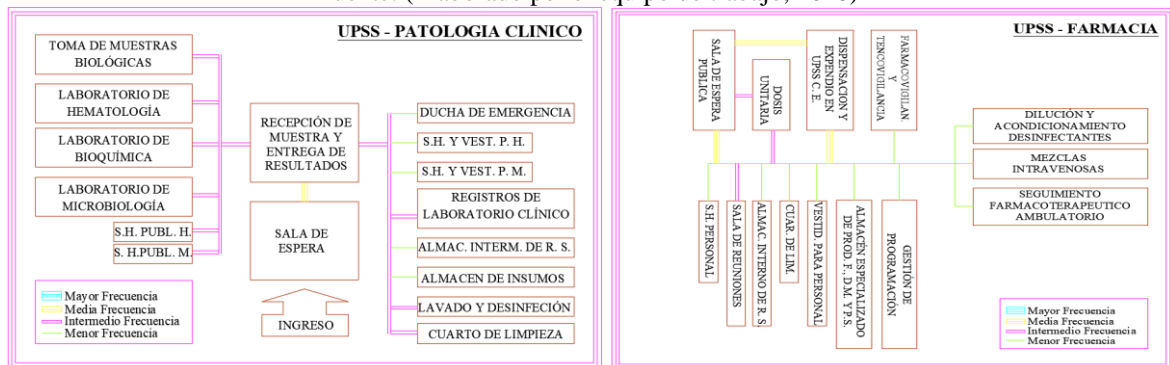 UPSS - PATOLOGIA CLINICO
TOMA DE MUESTRAS
BIOLÓGICAS
LABORATORIO DE
HEMATOLOGÍA
LABORATORIO DE
BIOQUÍMICA
LABORATORIO DE
MICROBIOLOGÍA
S.H. PUBL. H.
S. H.PUBL. M.
RECEPCIÓN DE
MUESTRA Y
ENTREGA DE
RESULTADOS
SALA DE
ESPERA
INGRESO
DUCHA DE EMERGENCIA
S.H. Y VEST. P. H.
S.H. Y VEST. P. M.
REGISTROS DE
LABORATORIO CLÍNICO
ALMAC. INTERM. DE R. S.
ALMACEN DE INSUMOS
LAVADO Y DESINFECIÓN
CUARTO DE LIMPIEZA
Mayor Frecuencia
Media Frecuencia
Intermedio Frecuencia
Menor Frecuencia
UPSS - FARMACIA
SALA DE ESPERA
PUBLICA
DOSIS
UNITARIA
DISPENSACION Y
EXPENDIO EN
UPSS C. E.
FARMACOVIGILAN.
Y
TENCOVIGILANCIA
DILUCIÓN Y
ACONDICIONAMIENTO
DESINFECTANTES
MEZCLAS
INTRAVENOSAS
SEGUIMIENTO
FARMACOTERAPEUTICO
AMBULATORIO
S.H. PERSONAL
SALA DE REUNIONES
ALMAC. INTERNO DE R. S.
CUAR. DE LIM.
VESTID. PARA PERSONAL
ALMACÉN ESPECIALIZADO
DE PROD. F., D.M. Y P.S.
GESTIÓN DE
PROGRAMACIÓN
Mayor Frecuencia
Media Frecuencia
Intermedio Frecuencia
Menor Frecuencia